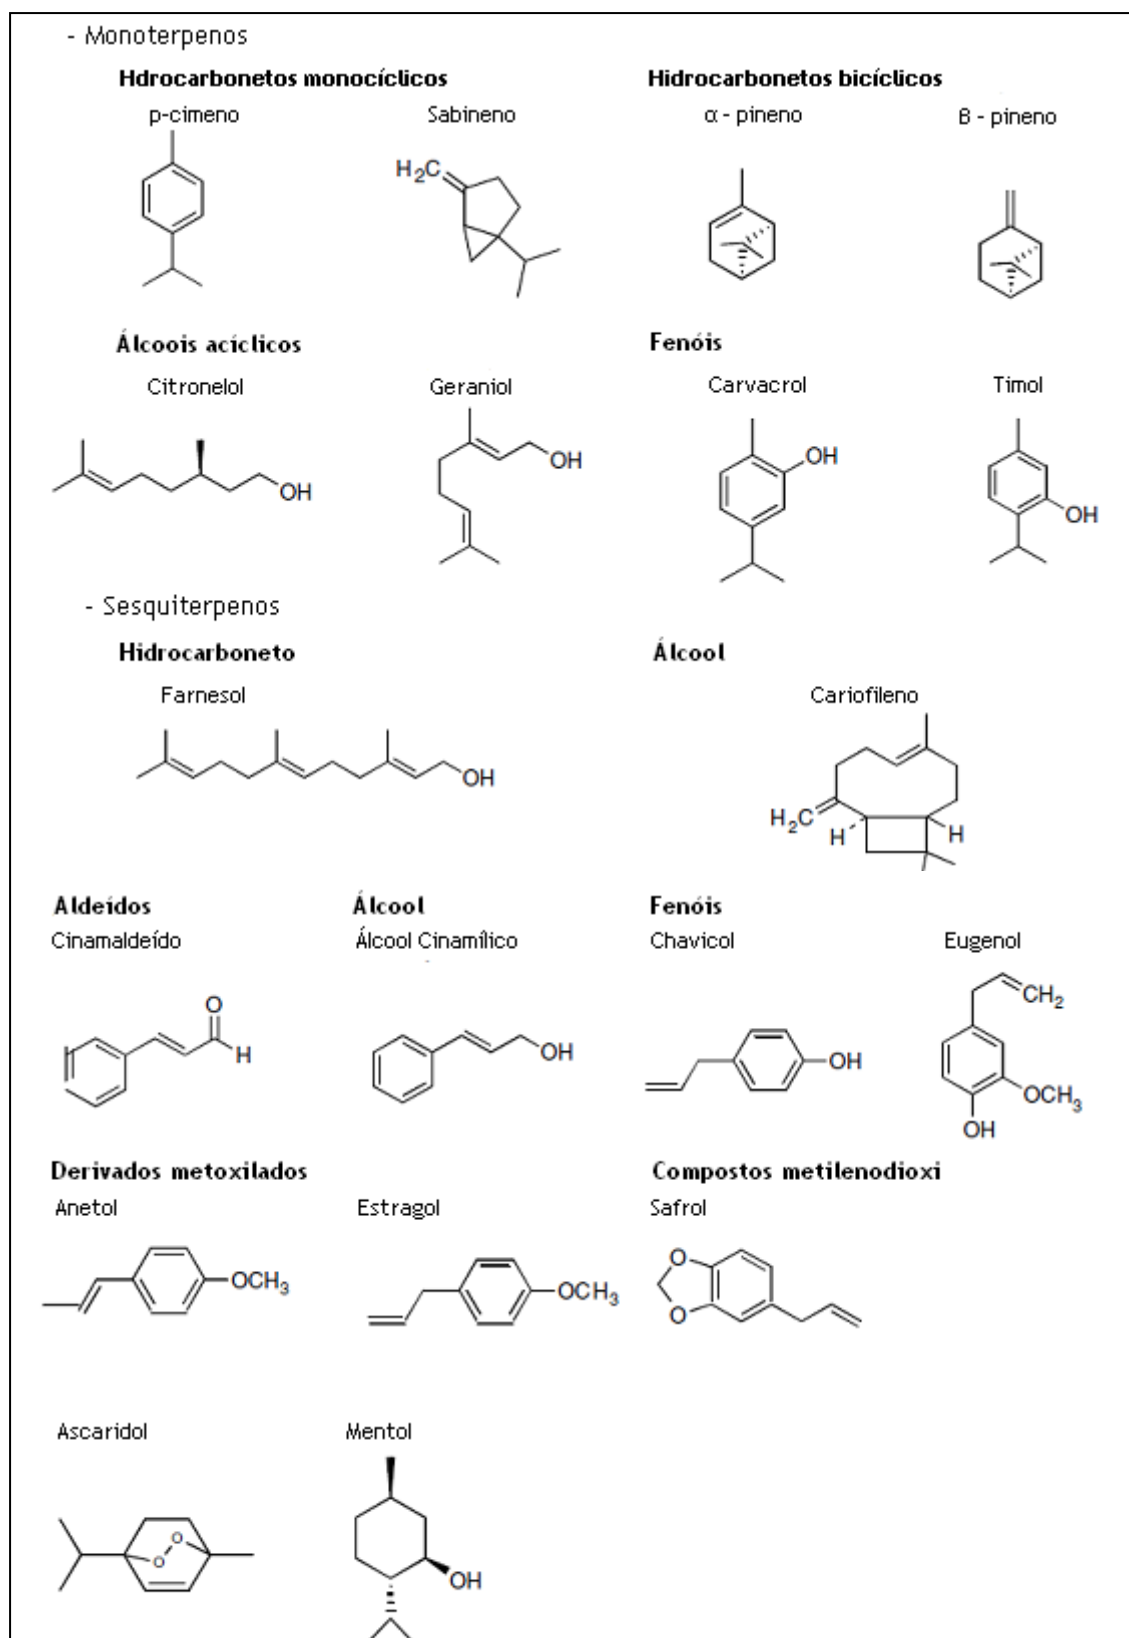 - Monoterpenos
Hdrocarbonetos monocíclicos Hidrocarbonetos bicíclicos
p-cimeno Sabineno α - pineno β - pineno
H2C
Álcoois acíclicos Fenóis
Citronelol Geraniol Carvacrol Timol
OH OH OH OH
- Sesquiterpenos
Hidrocarboneto Álcool
Farnesol Cariofileno
OH H2C H H
Aldeídos Álcool Fenóis
Cinamaldeído Álcool Cinamílico Chavicol Eugenol
O H OH OH CH2 OCH3 OH
Derivados metoxilados Compostos metilenodioxi
Anetol Estragol Safrol
OCH3 OCH3 O O
Ascaridol Mentol
O O OH